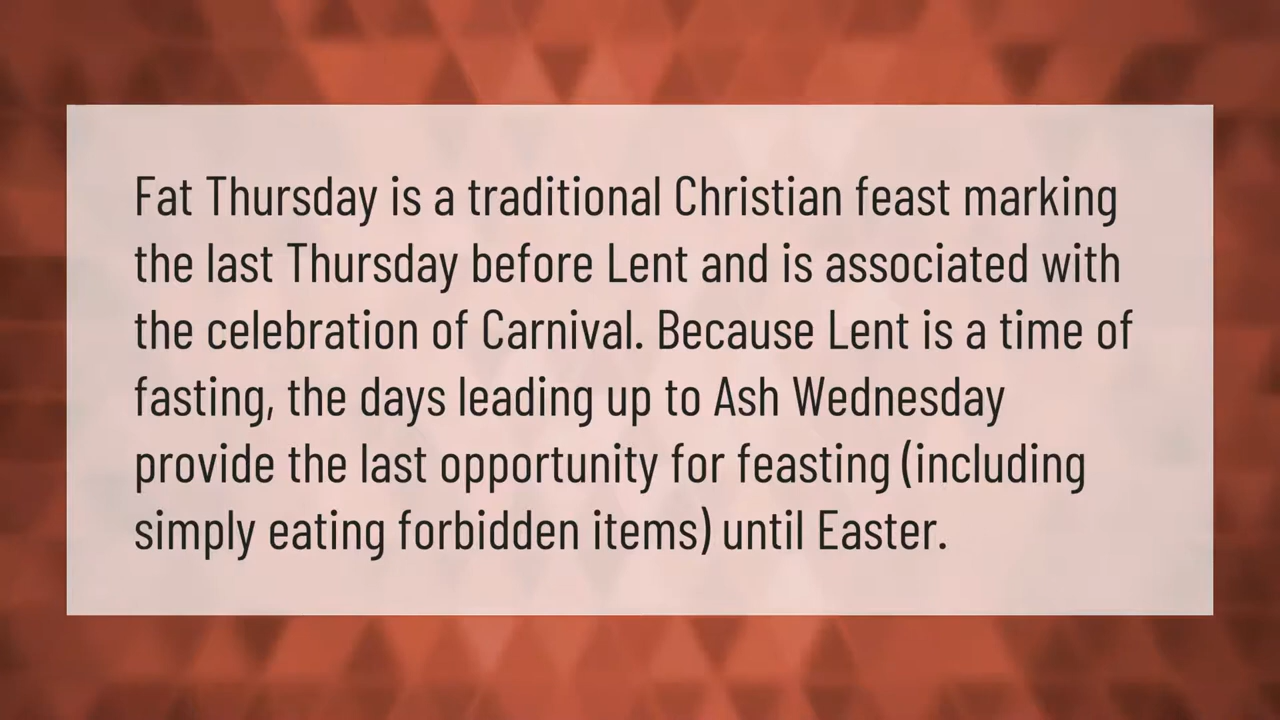 Fat Thursday is a traditional Christian feast marking
the last Thursday before Lent and is associated with
the celebration of Carnival. Because Lent is a time of
fasting, the days leading up to Ash Wednesday
provide the last opportunity for feasting (including
simply eating forbidden items) until Easter.